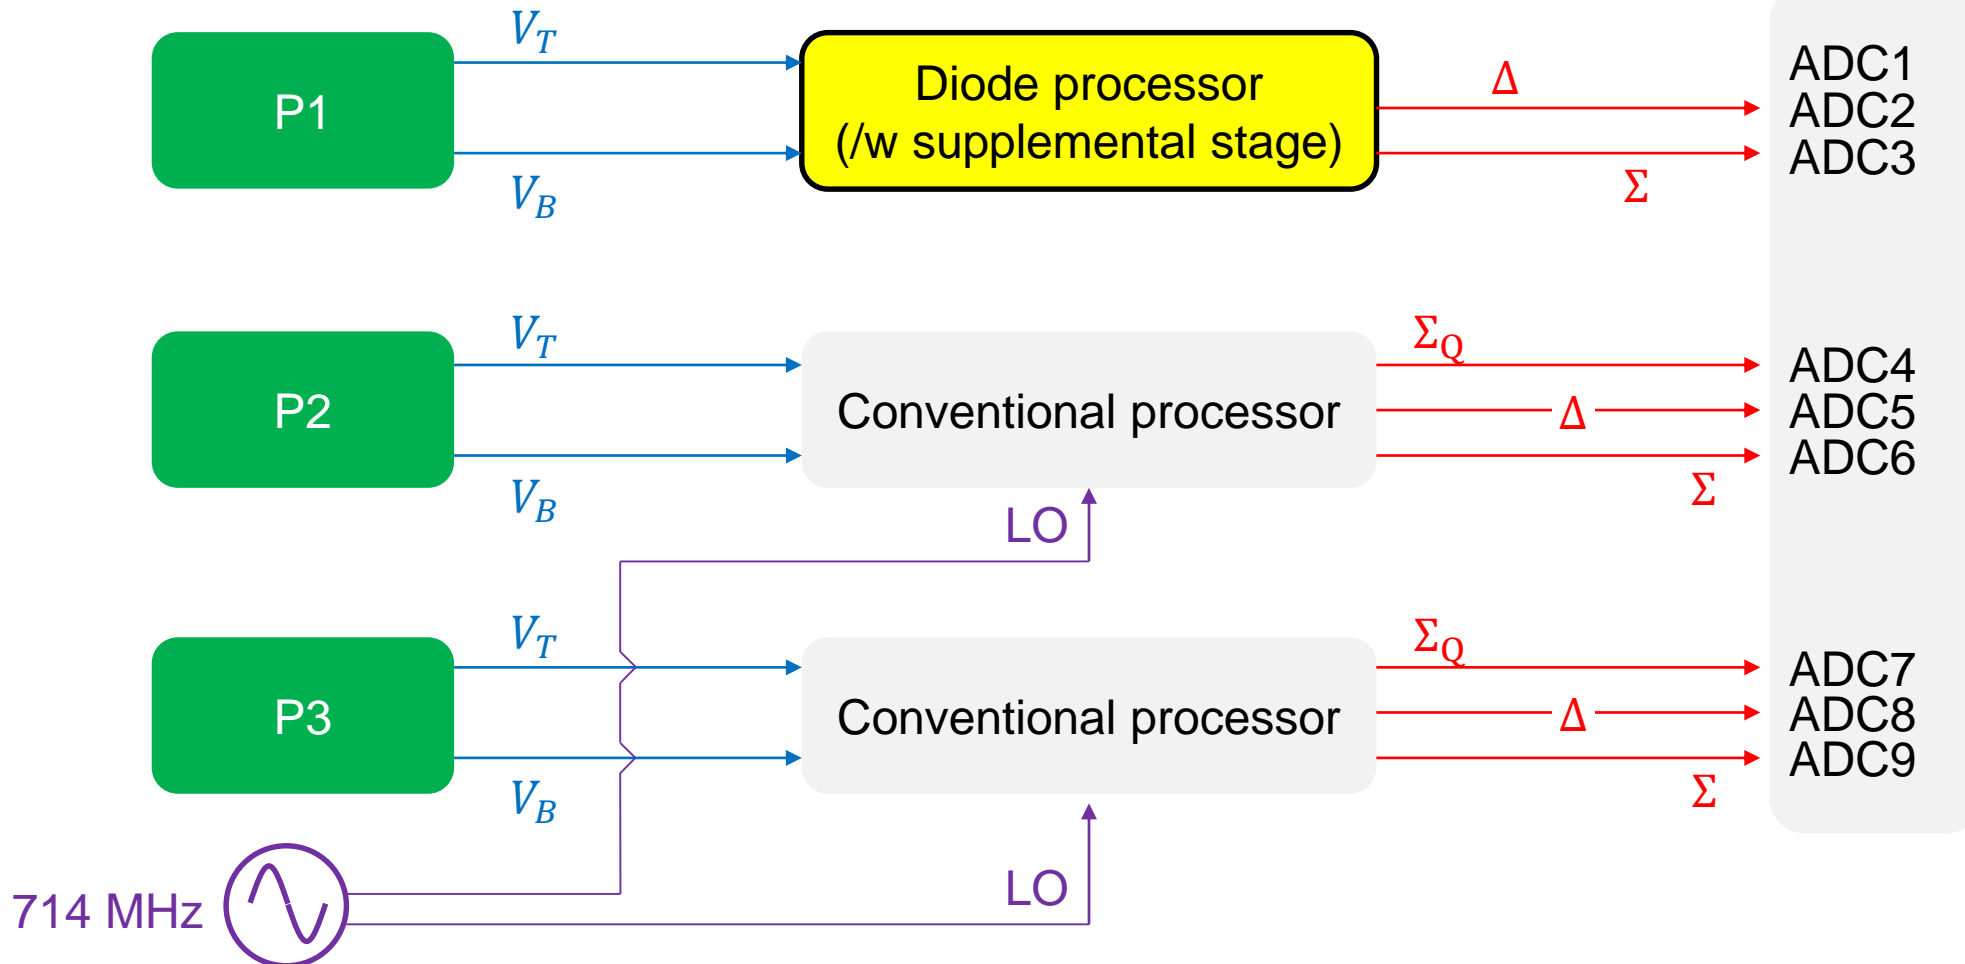 P1
V_T
V_B
Diode processor
(/w supplemental stage)
Δ
Σ
ADC1
ADC2
ADC3
P2
V_T
V_B
Conventional processor
LO
Σ_Q
Δ
Σ
ADC4
ADC5
ADC6
P3
V_T
V_B
Conventional processor
LO
Σ_Q
Δ
Σ
ADC7
ADC8
ADC9
714 MHz